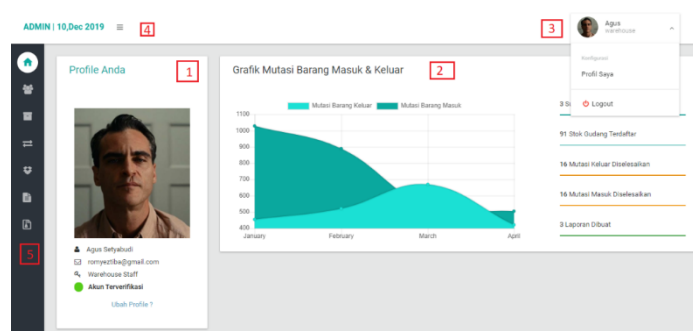 ADMIN | 10,Dec 2019
4
3
Agus
warehouse
Konfigurasi
Profil Saya
Logout
Profile Anda
1
Agus Setyabudi
romyeztiba@gmail.com
Warehouse Staff
Akun Terverifikasi
Ubah Profile ?
Grafik Mutasi Barang Masuk & Keluar
2
Mutasi Barang Keluar
Mutasi Barang Masuk
1100
1000
900
800
700
600
500
400
January
February
March
April
91 Stok Gudang Terdaftar
16 Mutasi Keluar Diselesaikan
16 Mutasi Masuk Diselesaikan
3 Laporan Dibuat
5